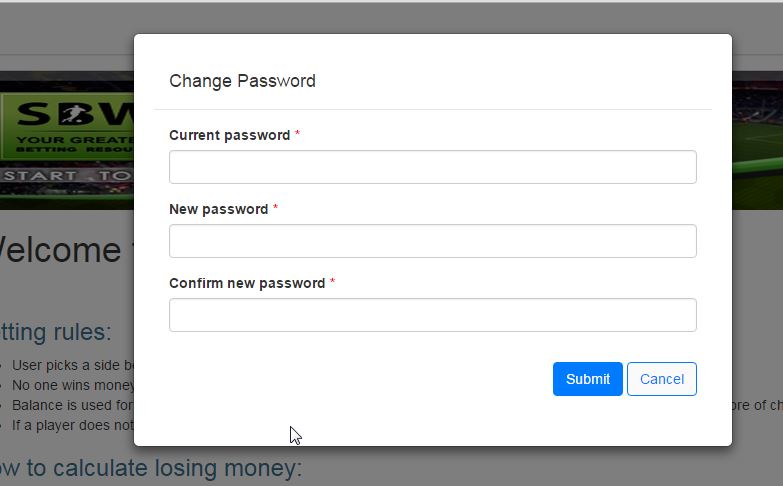 Change Password
Current password *
New password *
Confirm new password *
Submit Cancel
SBW
YOUR GREATE
BETTING RESOU
START TO
Welcome
tting rules:
User picks a side be
No one wins money
Balance is used for
ore of ch
If a player does not
ow to calculate losing money: